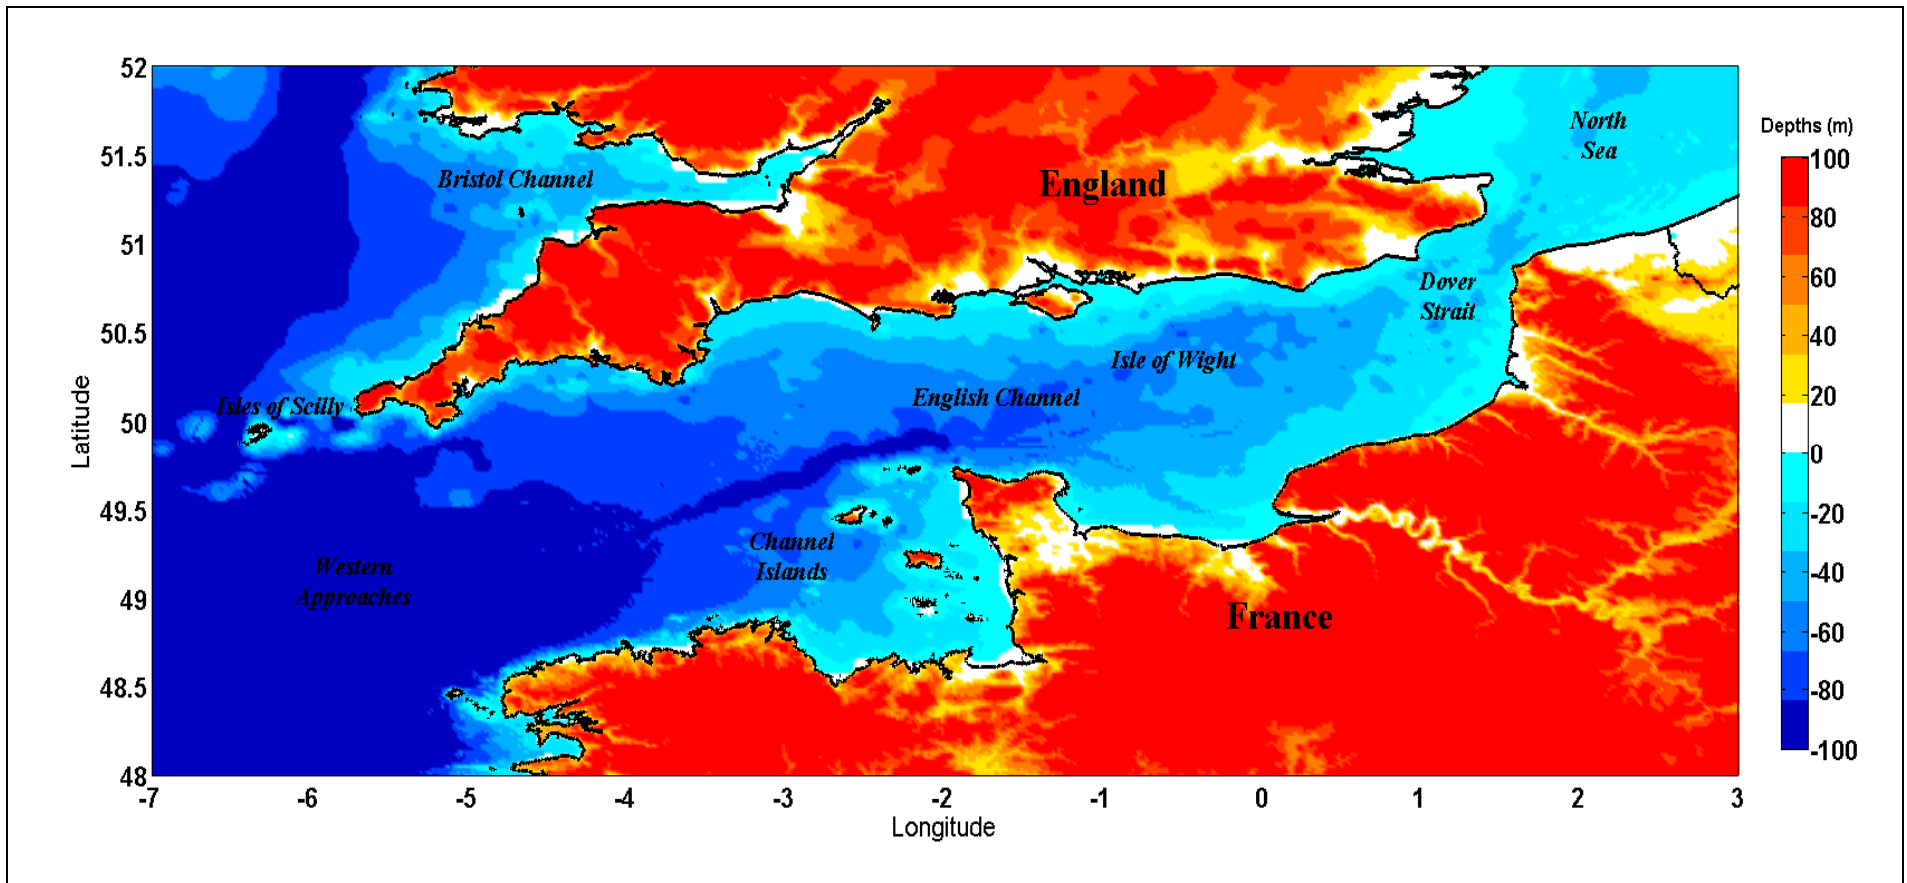 52
51.5
51
50.5
50
49.5
49
48.5
48
Latitude
-7
-6
-5
-4
-3
-2
-1
0
1
2
3
Longitude
North
Sea
Bristol Channel
England
Dover
Strait
Isle of Wight
English Channel
Isles of Scilly
Channel
Islands
Western
Approaches
France
Depths (m)
100
80
60
40
20
0
-20
-40
-60
-80
-100